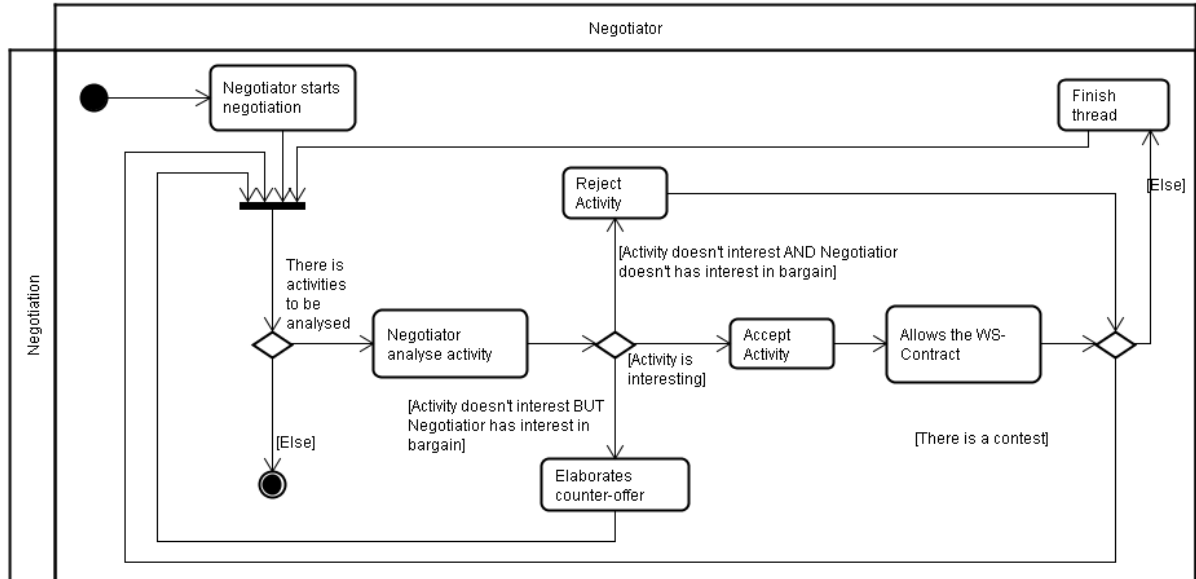 Negotiator
Negotiation
Negotiator starts
negotiation
Finish
thread
Reject
Activity
[Else]
[Activity doesn't interest AND Negotiatior
doesn't has interest in bargain]
There is
activities
to be
analysed
Negotiator
analyse activity
[Activity is
interesting]
Accept
Activity
Allows the WS-
Contract
[Activity doesn't interest BUT
Negotiatior has interest in
bargain]
[Else]
[There is a contest]
Elaborates
counter-offer